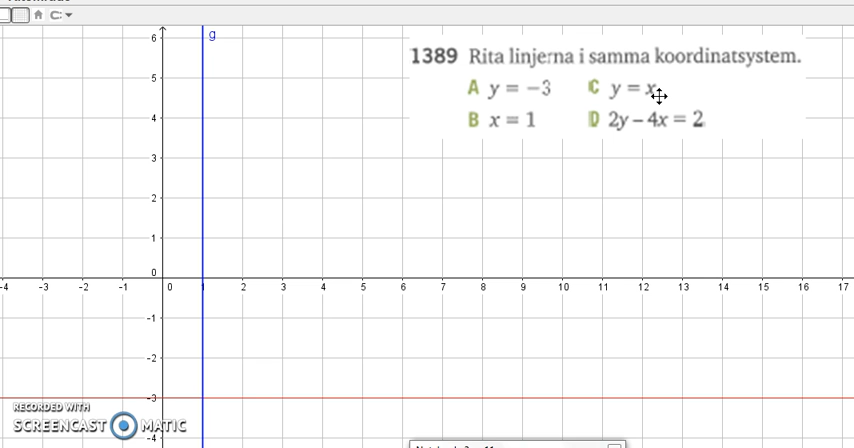 g
1389 Rita linjerna i samma koordinatsystem.
A y = −3 C y = x
B x = 1 D 2y − 4x = 2
6
5
4
3
2
1
0
-4 -3 -2 -1 0 1 2 3 4 5 6 7 8 9 10 11 12 13 14 15 16 17
-1
-2
-3
-4
RECORDED WITH
SCREENCAST MATIC